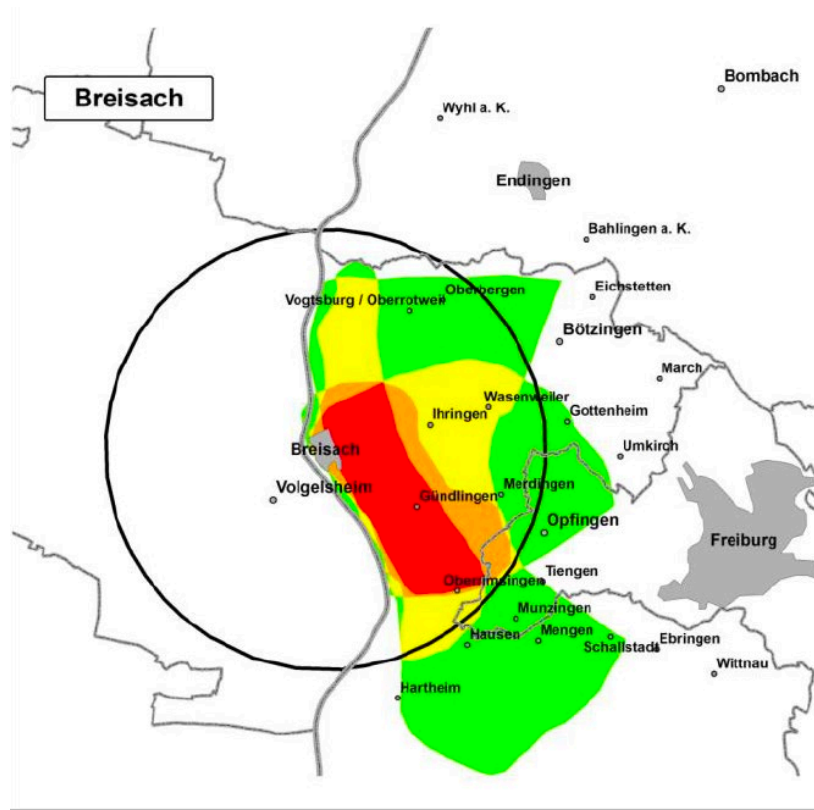 Breisach
Bombach
Wyhl a. K.
Endingen
Bahlingen a. K.
Eichstetten
Oberbergen
Vogtsburg / Oberrotweil
Bötzingen
March
Wasenweiler
Gottenheim
Ihringen
Breisach
Umkirch
Volgelsheim
Merdingen
Gündlingen
Opfingen
Freiburg
Tiengen
Oberrimsingen
Munzingen
Mengen
Hausen
Ebringen
Schallstadt
Wittnau
Hartheim